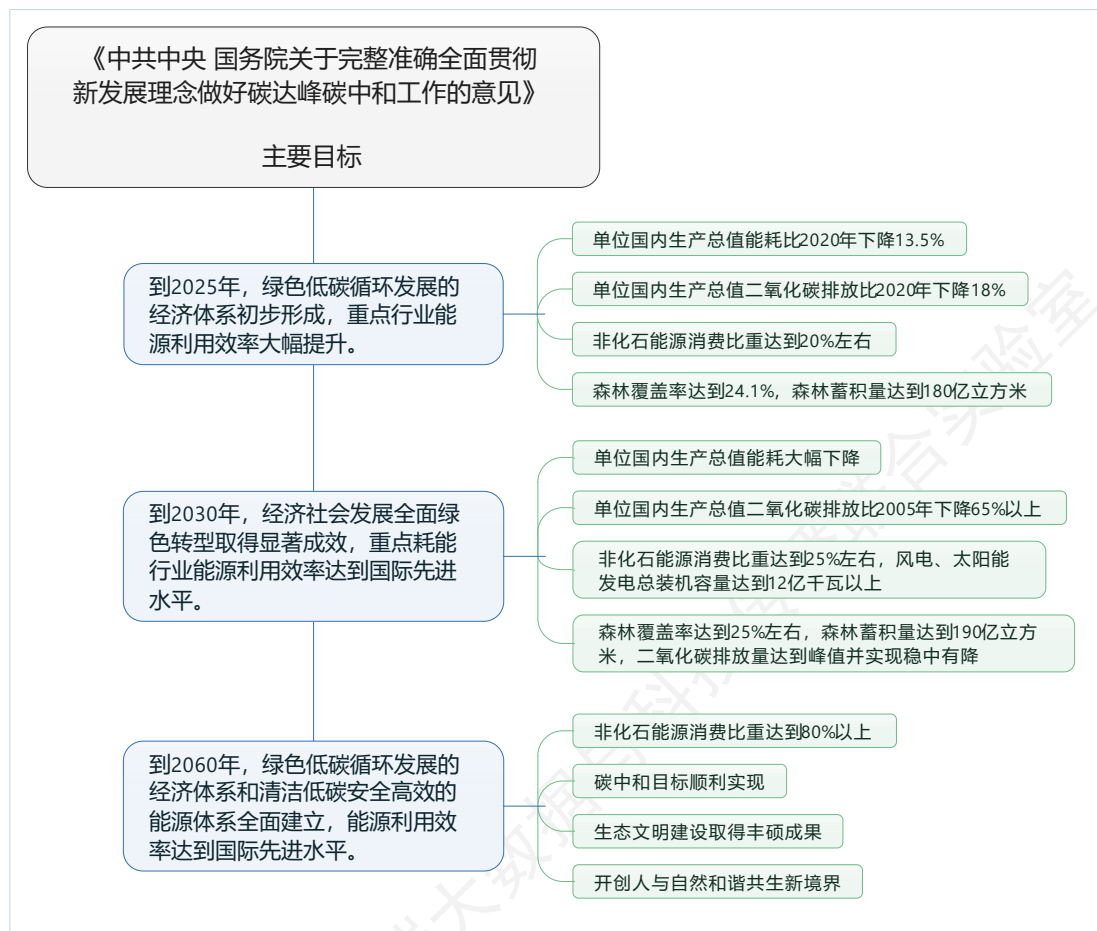 《中共中央 国务院关于完整准确全面贯彻
新发展理念做好碳达峰碳中和工作的意见》
主要目标
到2025年，绿色低碳循环发展的
经济体系初步形成，重点行业能
源利用效率大幅提升。
单位国内生产总值能耗比2020年下降13.5%
单位国内生产总值二氧化碳排放比2020年下降18%
非化石能源消费比重达到20%左右
森林覆盖率达到24.1%，森林蓄积量达到180亿立方米
到2030年，经济社会发展全面绿
色转型取得显著成效，重点耗能
行业能源利用效率达到国际先进
水平。
单位国内生产总值能耗大幅下降
单位国内生产总值二氧化碳排放比2005年下降65%以上
非化石能源消费比重达到25%左右，风电、太阳能
发电总装机容量达到12亿千瓦以上
森林覆盖率达到25%左右，森林蓄积量达到190亿立方
米，二氧化碳排放量达到峰值并实现稳中有降
到2060年，绿色低碳循环发展的
经济体系和清洁低碳安全高效的
能源体系全面建立，能源利用效
率达到国际先进水平。
非化石能源消费比重达到80%以上
碳中和目标顺利实现
生态文明建设取得丰硕成果
开创人与自然和谐共生新境界
大数据与科技传播联合实验室